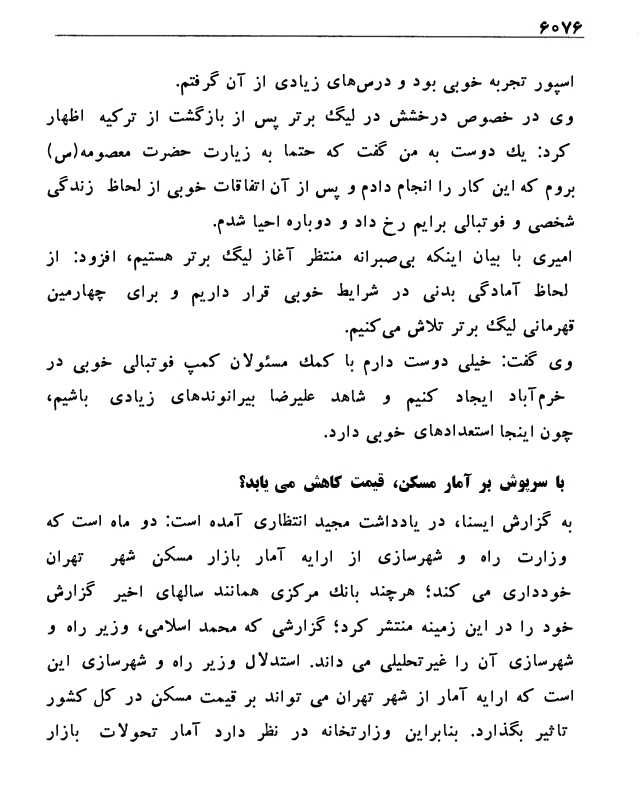 ۶۰۷۶
اسپور تجربه خوبی بود و درس‌های زیادی از آن گرفتم.
وی در خصوص درخشش در لیگ برتر پس از بازگشت از ترکیه اظهار
کرد: یك دوست به من گفت که حتما به زیارت حضرت معصومه(س)
بروم که این کار را انجام دادم و پس از آن اتفاقات خوبی از لحاظ زندگی
شخصی و فوتبالی برایم رخ داد و دوباره احیا شدم.
امیری با بیان اینکه بی‌صبرانه منتظر آغاز لیگ برتر هستیم، افزود: از
لحاظ آمادگی بدنی در شرایط خوبی قرار داریم و برای چهارمین
قهرمانی لیگ برتر تلاش می‌کنیم.
وی گفت: خیلی دوست دارم با کمك مسئولان کمپ فوتبالی خوبی در
خرم‌آباد ایجاد کنیم و شاهد علیرضا بیرانوندهای زیادی باشیم،
چون اینجا استعدادهای خوبی دارد.
با سرپوش بر آمار مسکن، قیمت کاهش می یابد؟
به گزارش ایسنا، در یادداشت مجید انتظاری آمده است: دو ماه است که
وزارت راه و شهرسازی از ارایه آمار بازار مسکن شهر تهران
خودداری می کند؛ هرچند بانك مرکزی همانند سالهای اخیر گزارش
خود را در این زمینه منتشر کرد؛ گزارشی که محمد اسلامی، وزیر راه و
شهرسازی آن را غیرتحلیلی می داند. استدلال وزیر راه و شهرسازی این
است که ارایه آمار از شهر تهران می تواند بر قیمت مسکن در کل کشور
تاثیر بگذارد. بنابراین وزارتخانه در نظر دارد آمار تحولات بازار